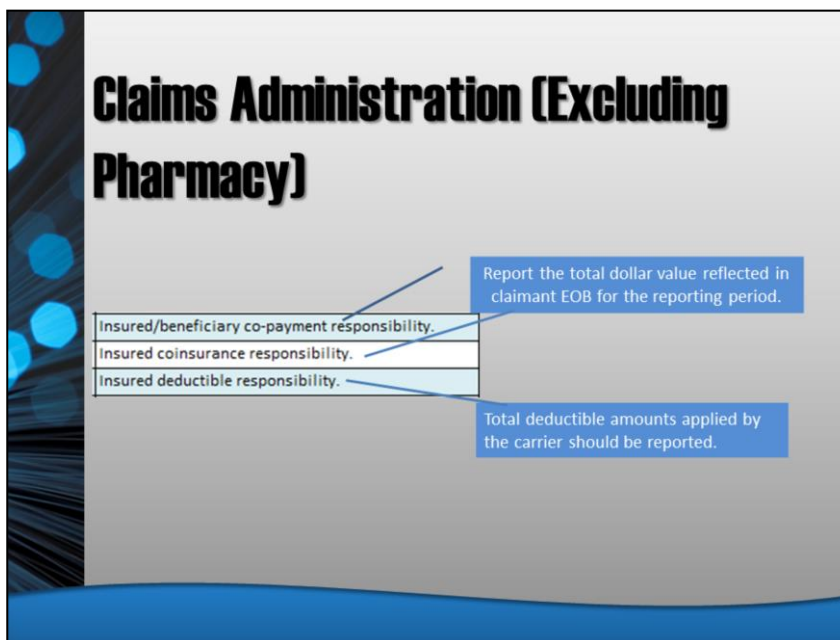 Claims Administration (Excluding
Pharmacy)
Report the total dollar value reflected in
claimant EOB for the reporting period.
Insured/beneficiary co-payment responsibility.
Insured coinsurance responsibility.
Insured deductible responsibility.
Total deductible amounts applied by
the carrier should be reported.